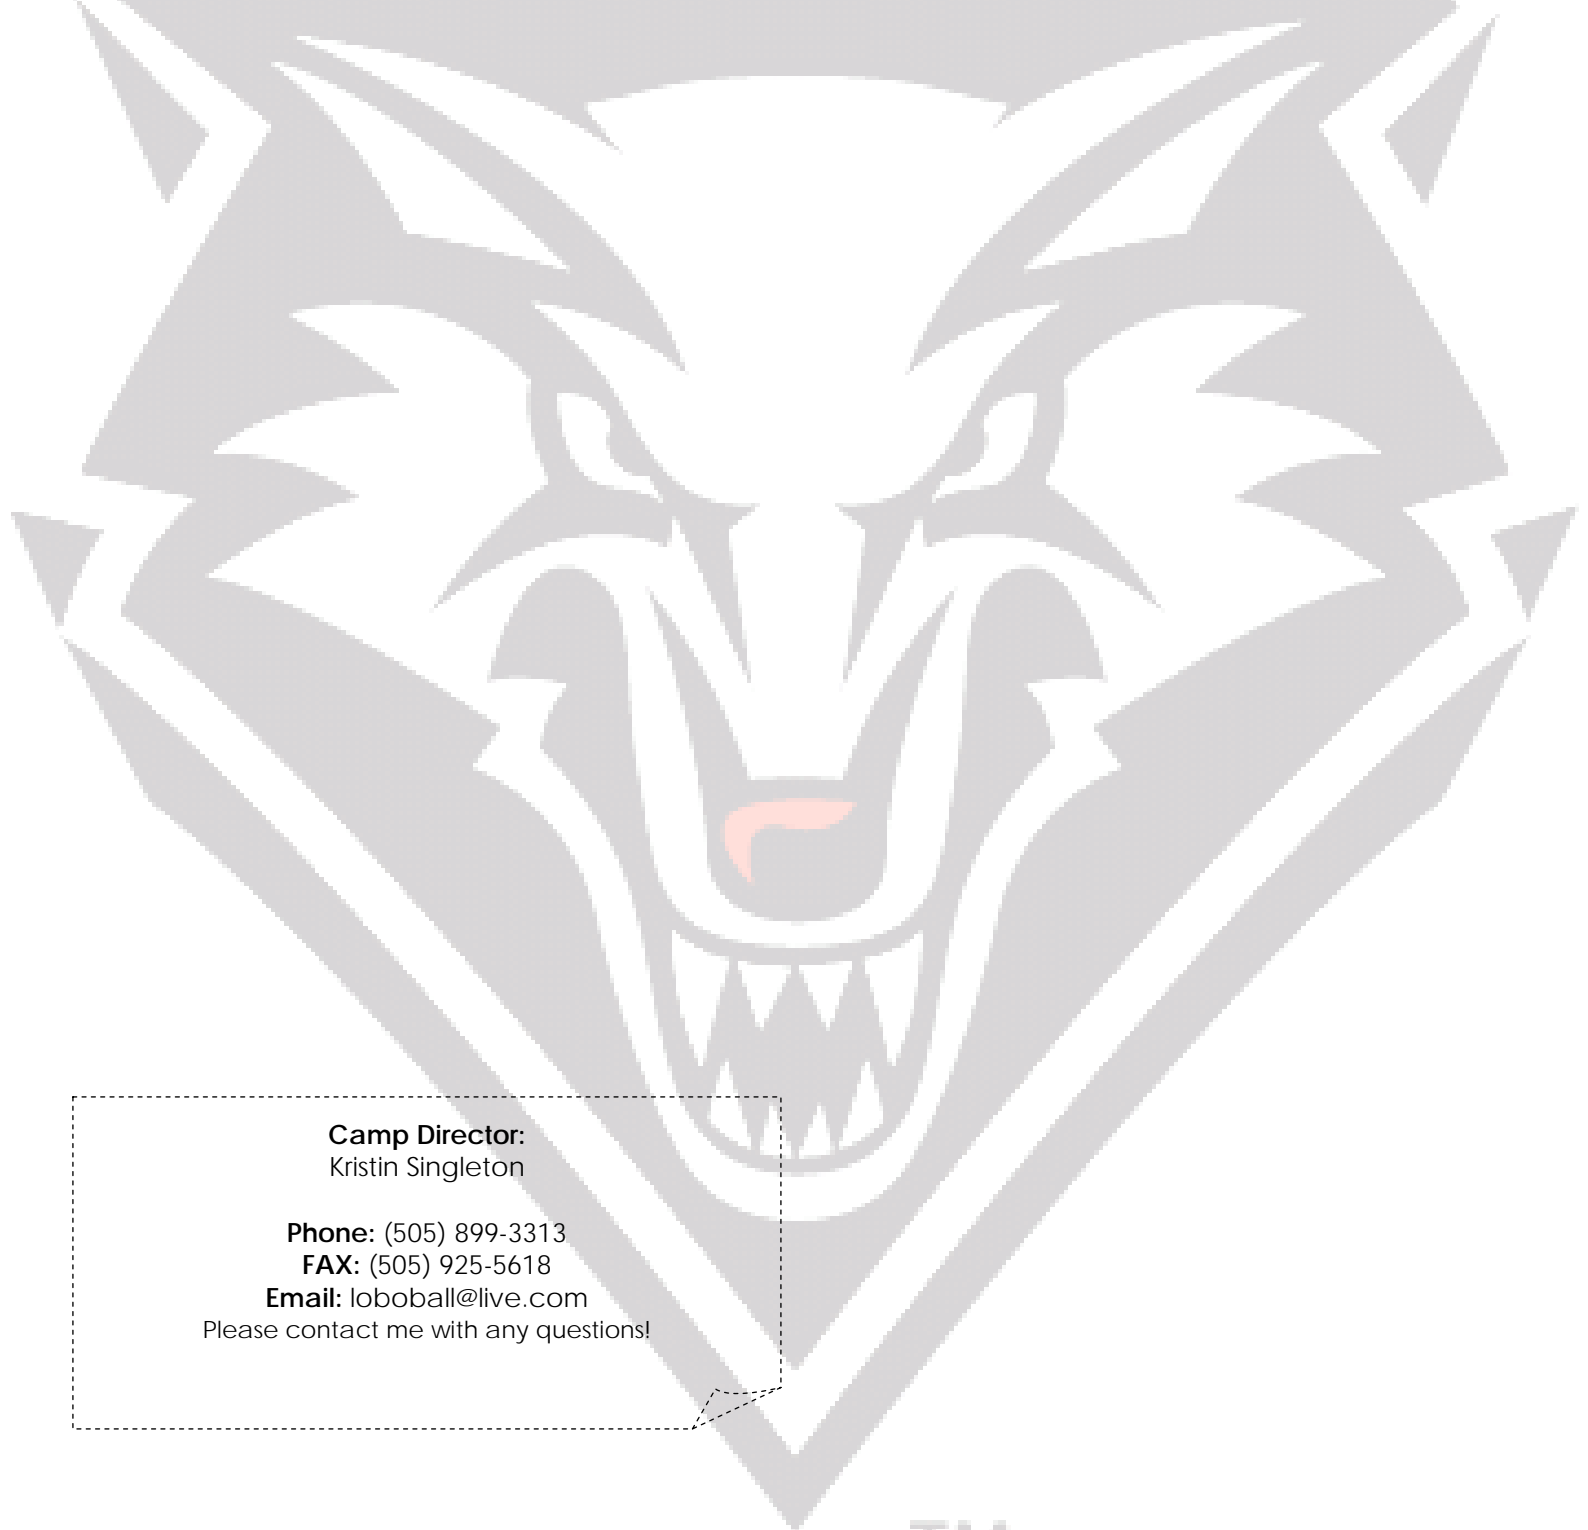 Camp Director:
Kristin Singleton
Phone: (505) 899-3313
FAX: (505) 925-5618
Email: loboball@live.com
Please contact me with any questions!